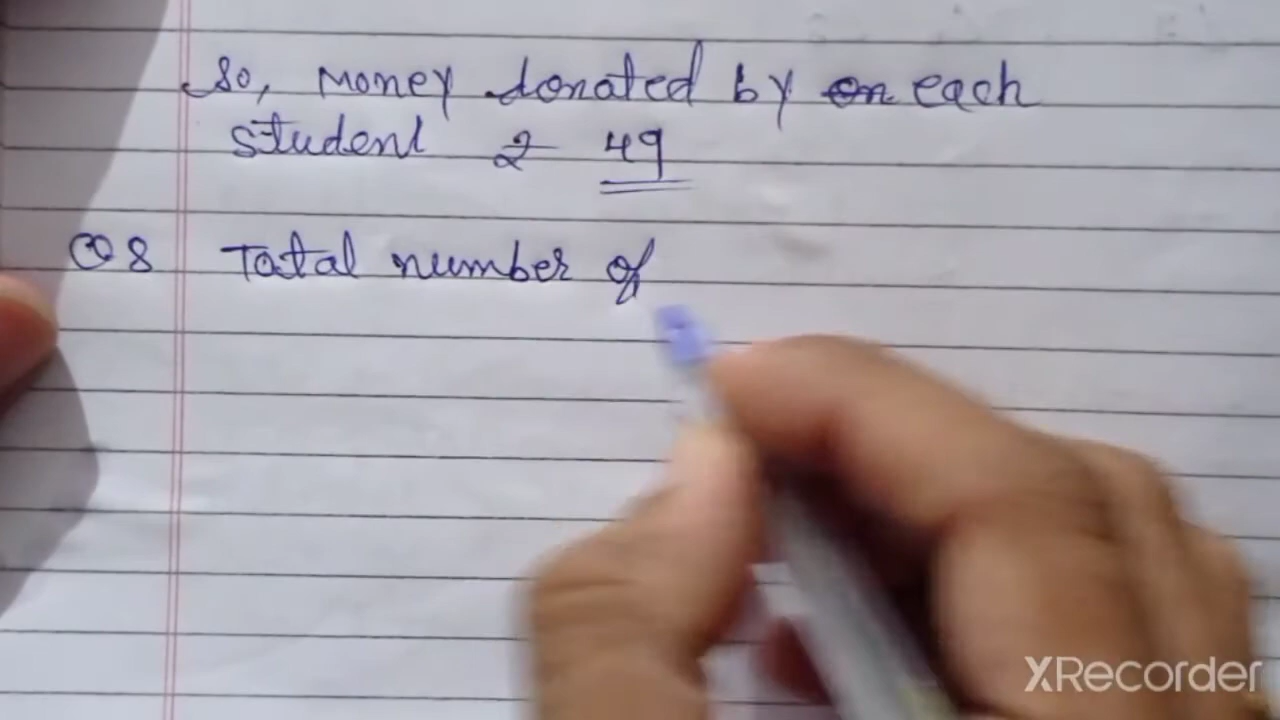 So, Money donated by on each
student = 49
Q8 Total number of
XRecorder